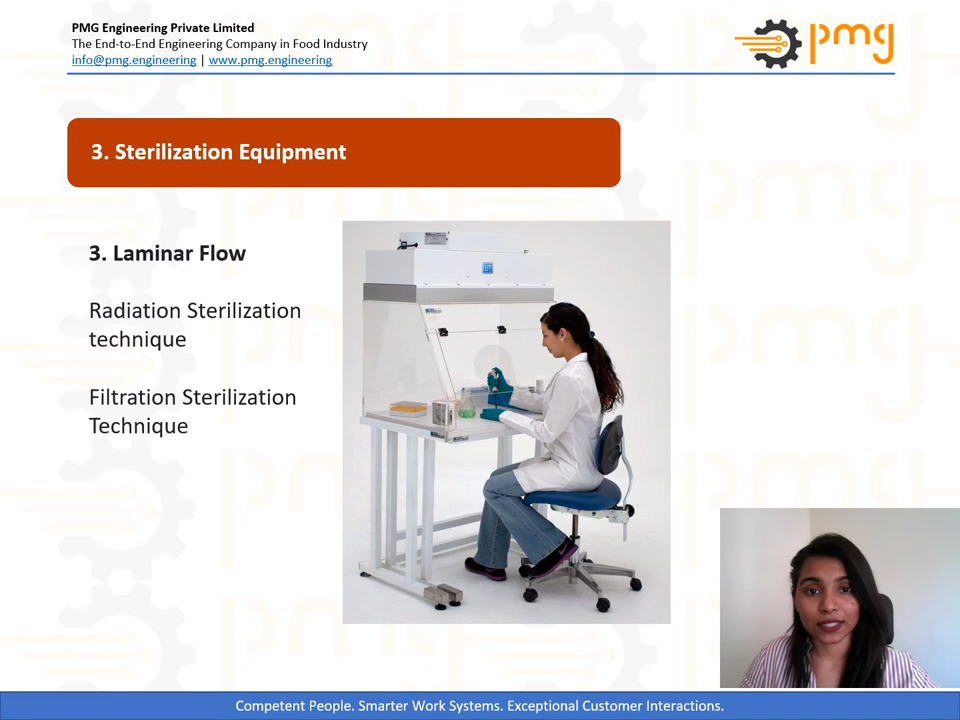 PMG Engineering Private Limited
The End-to-End Engineering Company in Food Industry
info@pmg.engineering | www.pmg.engineering
pmg
3. Sterilization Equipment
3. Laminar Flow
Radiation Sterilization
technique
Filtration Sterilization
Technique
Competent People. Smarter Work Systems. Exceptional Customer Interactions.